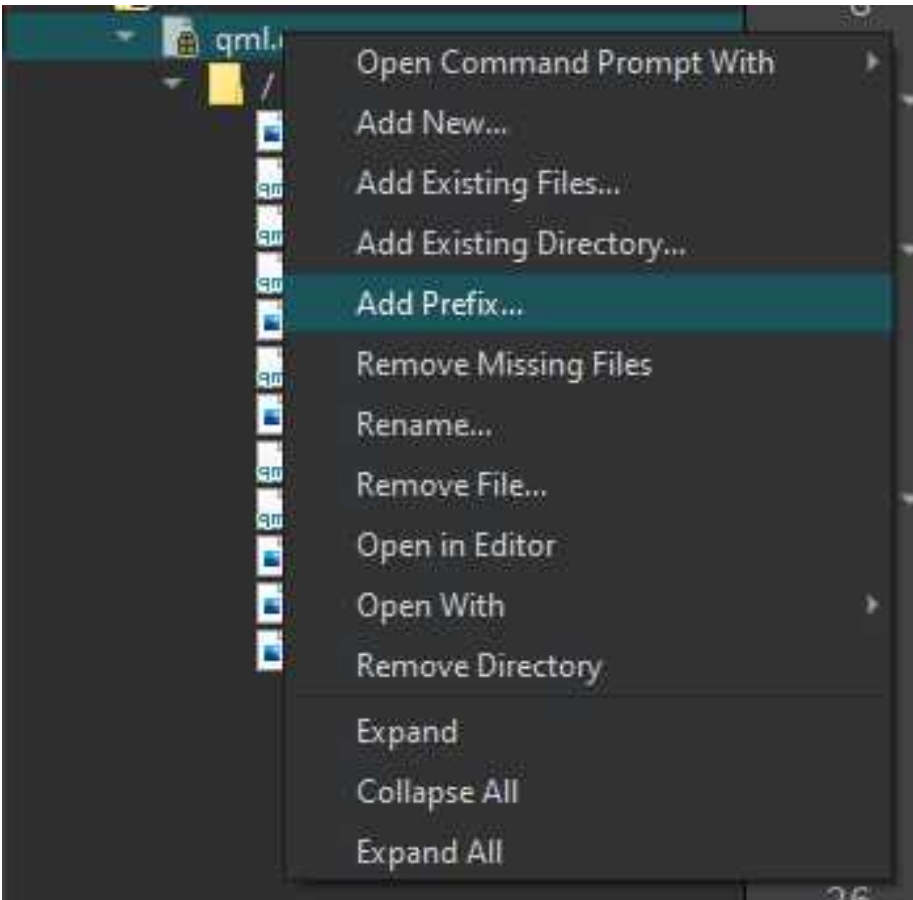 qml.
Open Command Prompt With
/
Add New...
Add Existing Files...
Add Existing Directory...
Add Prefix...
Remove Missing Files
Rename...
Remove File...
Open in Editor
Open With
Remove Directory
Expand
Collapse All
Expand All